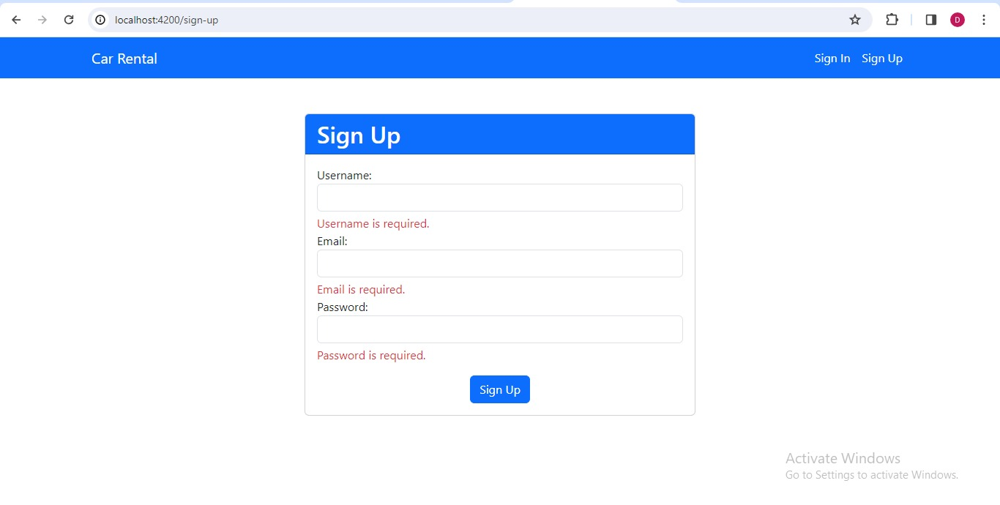 localhost:4200/sign-up
D
Car Rental
Sign In
Sign Up
Sign Up
Username:
Username is required.
Email:
Email is required.
Password:
Password is required.
Sign Up
Activate Windows
Go to Settings to activate Windows.